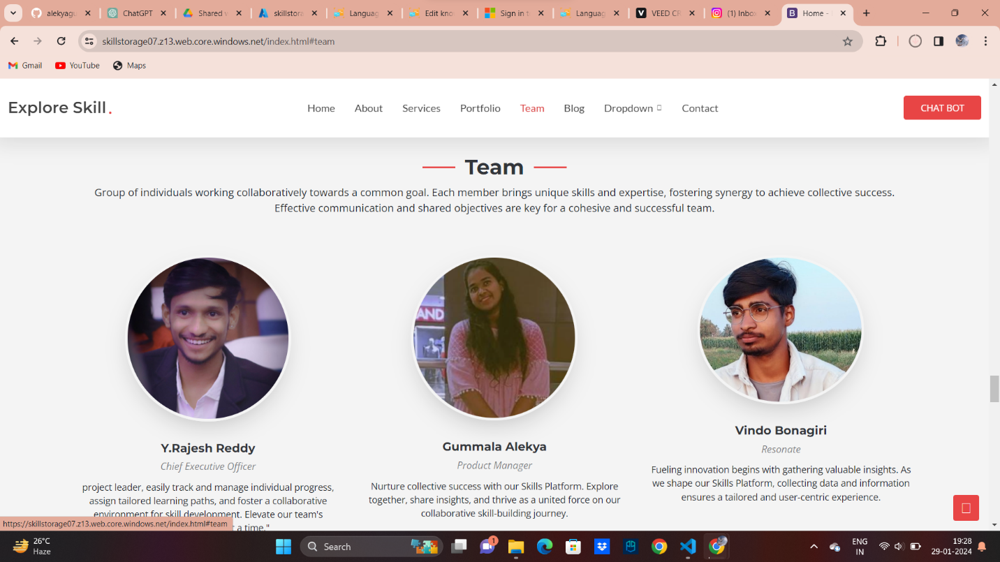 alekyagu
ChatGPT
Shared w
skillstora
Languag
Edit kno
Sign in t
Languag
VEED CR
(1) Inbox
Home -
skillstorage07.z13.web.core.windows.net/index.html#team
Gmail
YouTube
Maps
Explore Skill.
Home
About
Services
Portfolio
Team
Blog
Dropdown
Contact
CHAT BOT
Team
Group of individuals working collaboratively towards a common goal. Each member brings unique skills and expertise, fostering synergy to achieve collective success.
Effective communication and shared objectives are key for a cohesive and successful team.
AND
Y.Rajesh Reddy
Chief Executive Officer
project leader, easily track and manage individual progress,
assign tailored learning paths, and foster a collaborative
environment for skill development. Elevate our team's
a time."
Gummala Alekya
Product Manager
Nurture collective success with our Skills Platform. Explore
together, share insights, and thrive as a united force on our
collaborative skill-building journey.
Vindo Bonagiri
Resonate
Fueling innovation begins with gathering valuable insights. As
we shape our Skills Platform, collecting data and information
ensures a tailored and user-centric experience.
https://skillstorage07.z13.web.core.windows.net/index.html#team
26°C
Haze
Search
1
ENG
IN
19:28
29-01-2024